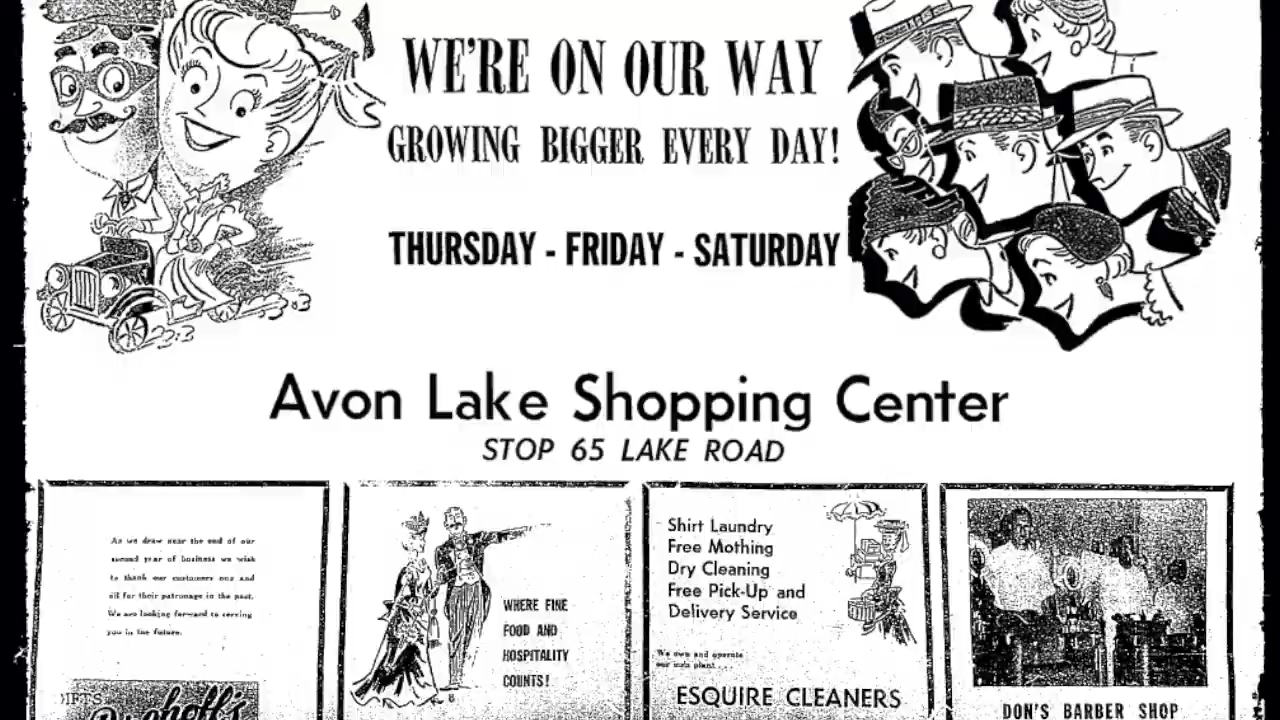 WE'RE ON OUR WAY
GROWING BIGGER EVERY DAY!
THURSDAY - FRIDAY - SATURDAY
Avon Lake Shopping Center
STOP 65 LAKE ROAD
As we draw near the end of our
second year of business we wish
to thank our customers one and
all for their patronage in the past.
We are looking forward to serving
you in the future.
WHERE FINE
FOOD AND
HOSPITALITY
COUNTS!
Shirt Laundry
Free Mothing
Dry Cleaning
Free Pick-Up and
Delivery Service
We own and operate
our own plant . . .
ESQUIRE CLEANERS
DON'S BARBER SHOP